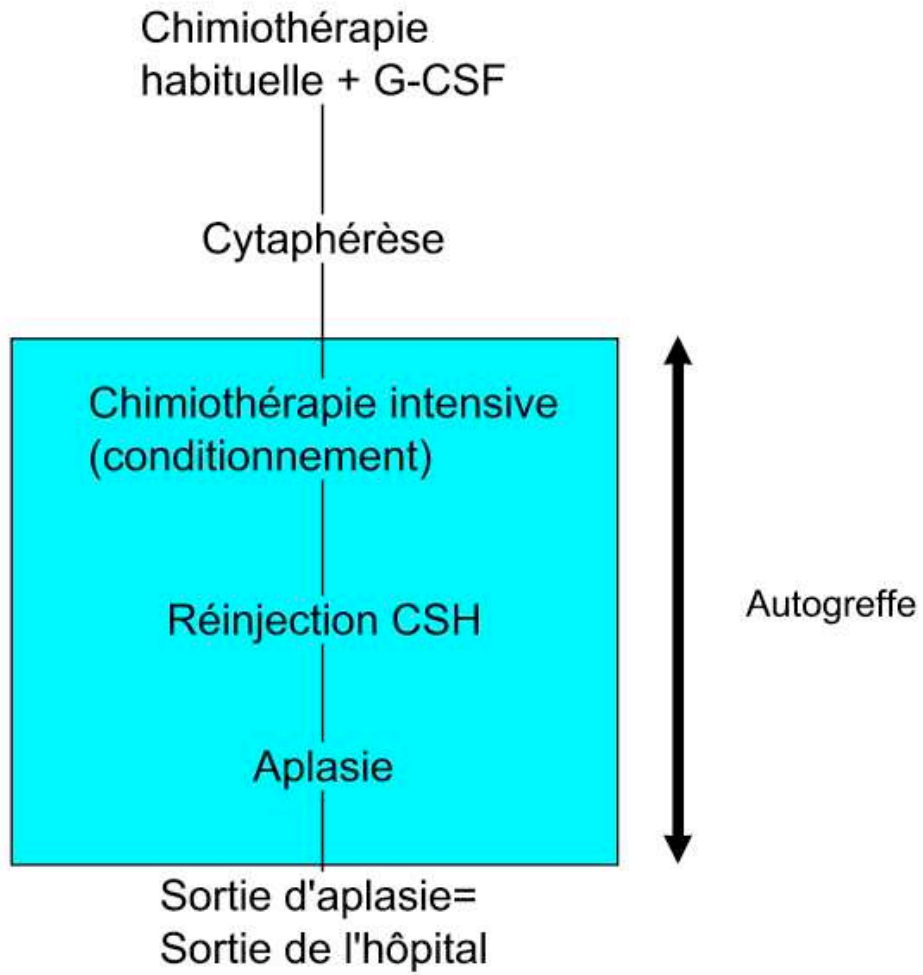 Chimiothérapie
habituelle + G-CSF
Cytaphérèse
Chimiothérapie intensive
(conditionnement)
Réinjection CSH
Autogreffe
Aplasie
Sortie d'aplasie=
Sortie de l'hôpital